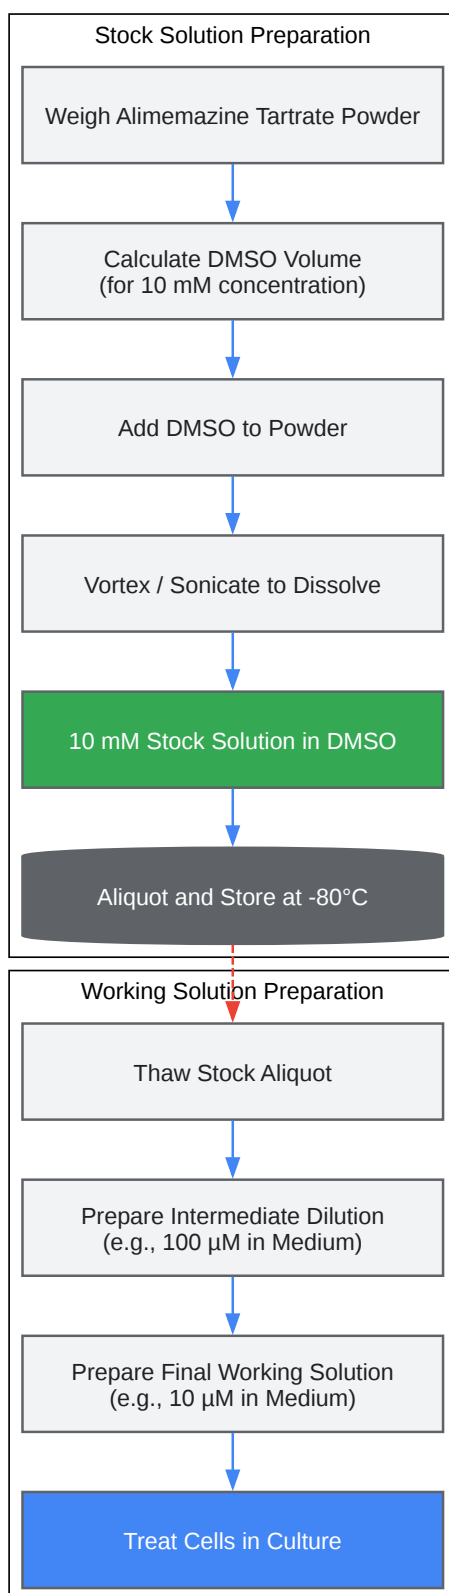 Stock Solution Preparation
Weigh Alimemazine Tartrate Powder
Calculate DMSO Volume
(for 10 mM concentration)
Add DMSO to Powder
Vortex / Sonicate to Dissolve
10 mM Stock Solution in DMSO
Aliquot and Store at -80°C
Working Solution Preparation
Thaw Stock Aliquot
Prepare Intermediate Dilution
(e.g., 100 µM in Medium)
Prepare Final Working Solution
(e.g., 10 µM in Medium)
Treat Cells in Culture